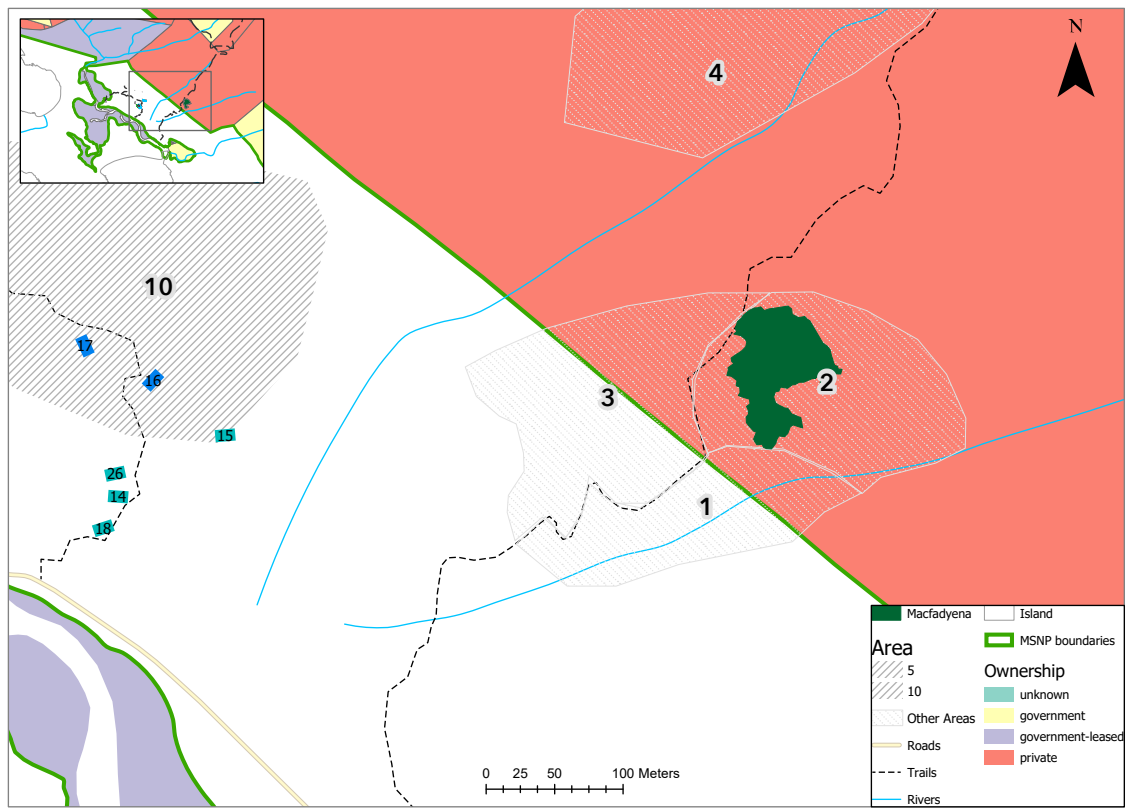 N
4
10
17
16
3
2
15
26
14
1
18
Macfadyena
Island
MSNP boundaries
Area
5
10
Other Areas
Roads
Trails
Rivers
Ownership
unknown
government
government-leased
private
0 25 50 100 Meters